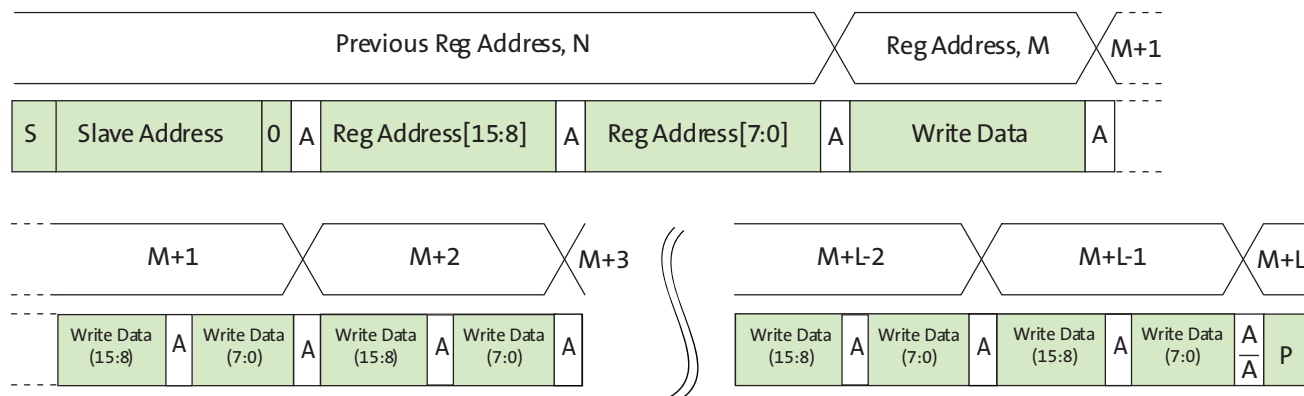 Previous Reg Address, N Reg Address, M M+1
S Slave Address 0 A Reg Address[15:8] A Reg Address[7:0] A Write Data A
M+1 M+2 M+3 M+L-2 M+L-1 M+L
Write Data (15:8) A Write Data (7:0) A Write Data (15:8) A Write Data (7:0) A Write Data (15:8) A Write Data (7:0) A Write Data (15:8) A Write Data (7:0) A A P